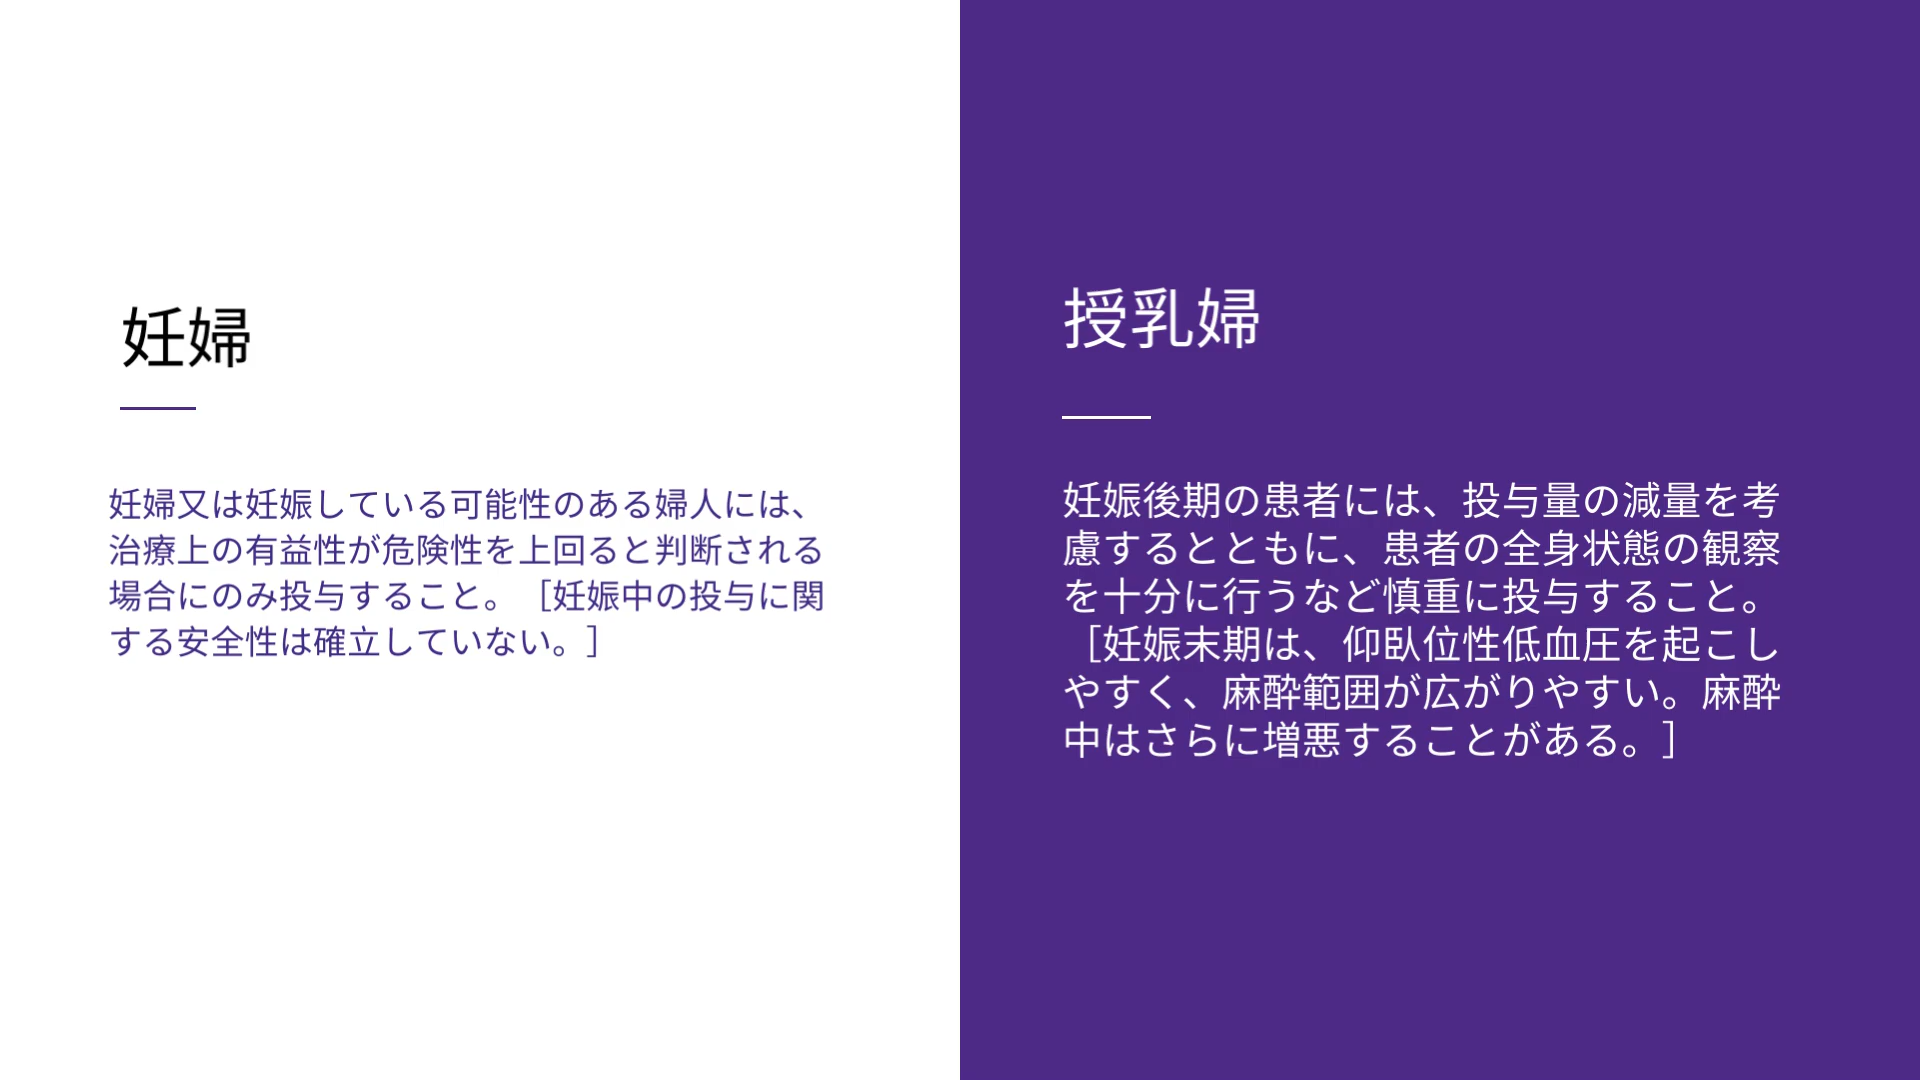 妊婦
妊婦又は妊娠している可能性のある婦人には、
治療上の有益性が危険性を上回ると判断される
場合にのみ投与すること。［妊娠中の投与に関
する安全性は確立していない。］
授乳婦
妊娠後期の患者には、投与量の減量を考
慮するとともに、患者の全身状態の観察
を十分に行うなど慎重に投与すること。
［妊娠末期は、仰臥位性低血圧を起こし
やすく、麻酔範囲が広がりやすい。麻酔
中はさらに増悪することがある。］